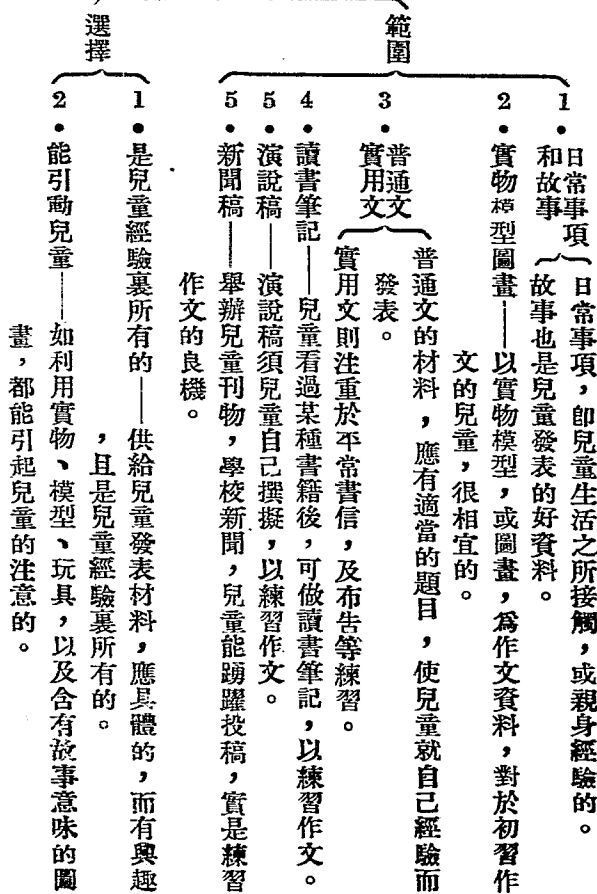 範圍
1．日常事項
和故事
日常事項，卽兒童生活之所接觸，或親身經驗的。
故事也是兒童發表的好資料。
2．實物模型圖畫——以實物模型，或圖畫，爲作文資料，對於初習作
文的兒童，很相宜的。
3．普通文
實用文
普通文的材料，應有適當的題目，使兒童就自己經驗而
發表。
實用文則注重於平常書信，及布告等練習。
4．讀書筆記——兒童看過某種書籍後，可做讀書筆記，以練習作文。
5．演說稿——演說稿須兒童自己撰擬，以練習作文。
5．新聞稿——舉辦兒童刊物，學校新聞，兒童能踴躍投稿，實是練習
作文的良機。
選擇
1．是兒童經驗裏所有的——供給兒童發表材料，應具體的，而有興趣
，且是兒童經驗裏所有的。
2．能引動兒童——如利用實物、模型、玩具，以及含有故事意味的圖
畫，都能引起兒童的注意的。